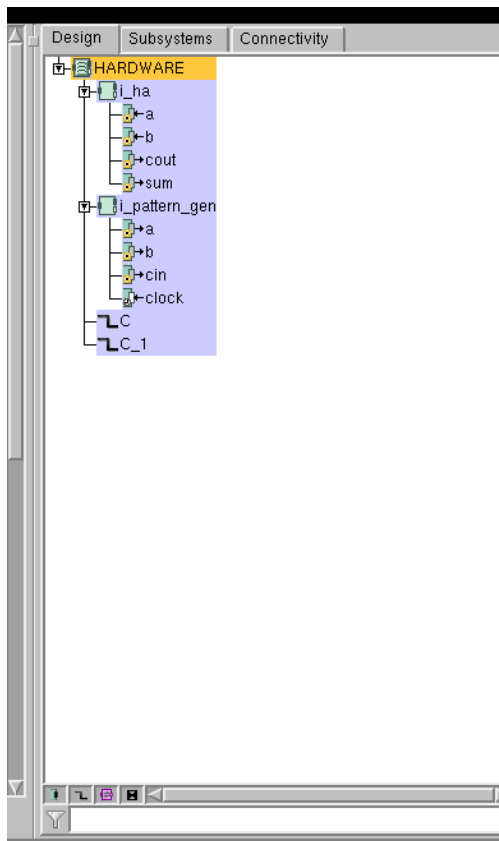 Design Subsystems Connectivity
HARDWARE
i_ha
a
b
cout
sum
i_pattern_gen
a
b
cin
clock
C
C_1